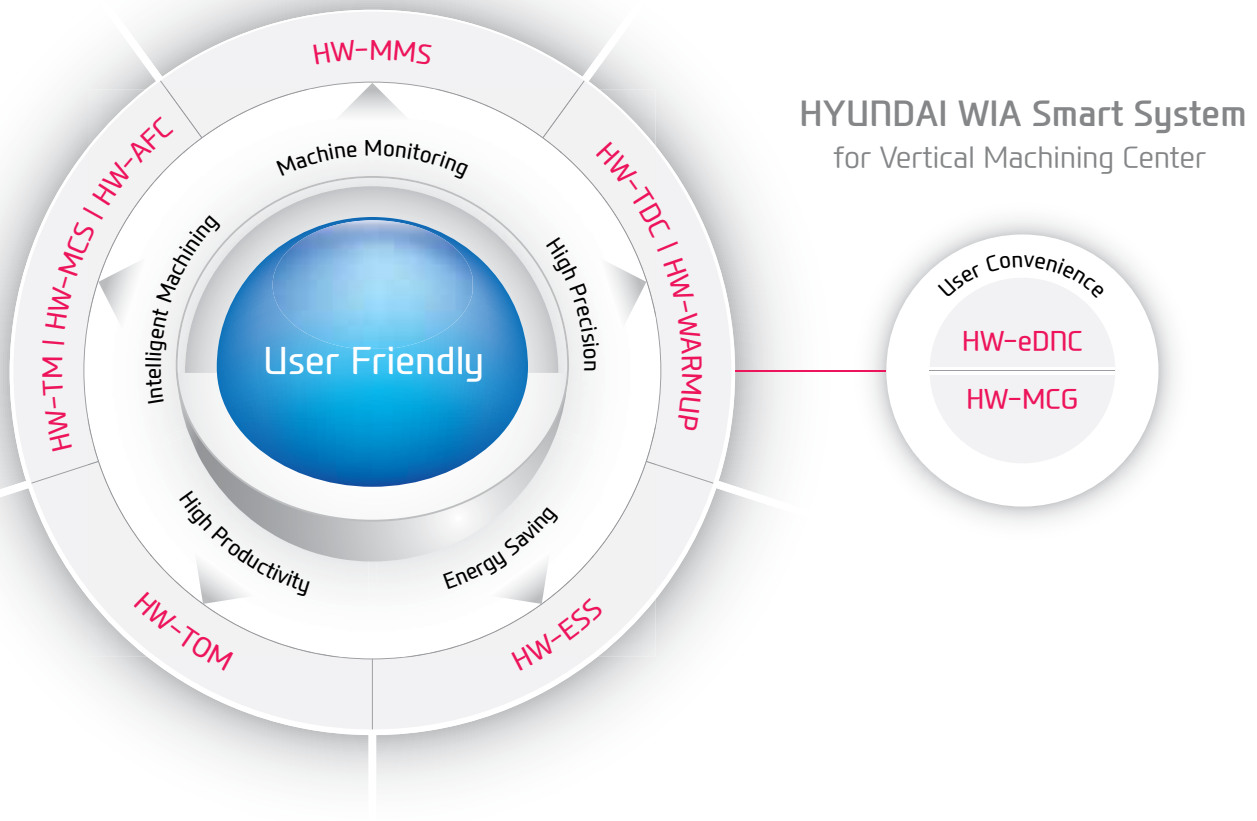 HYUNDAI WIA Smart System
for Vertical Machining Center
HW-MMS
Machine Monitoring
HW-TM | HW-MCS | HW-AFC
Intelligent Machining
HW-TDC | HW-WARMUP
High Precision
User Friendly
High Productivity
HW-TOM
Energy Saving
HW-ESS
User Convenience
HW-eDNC
HW-MCG